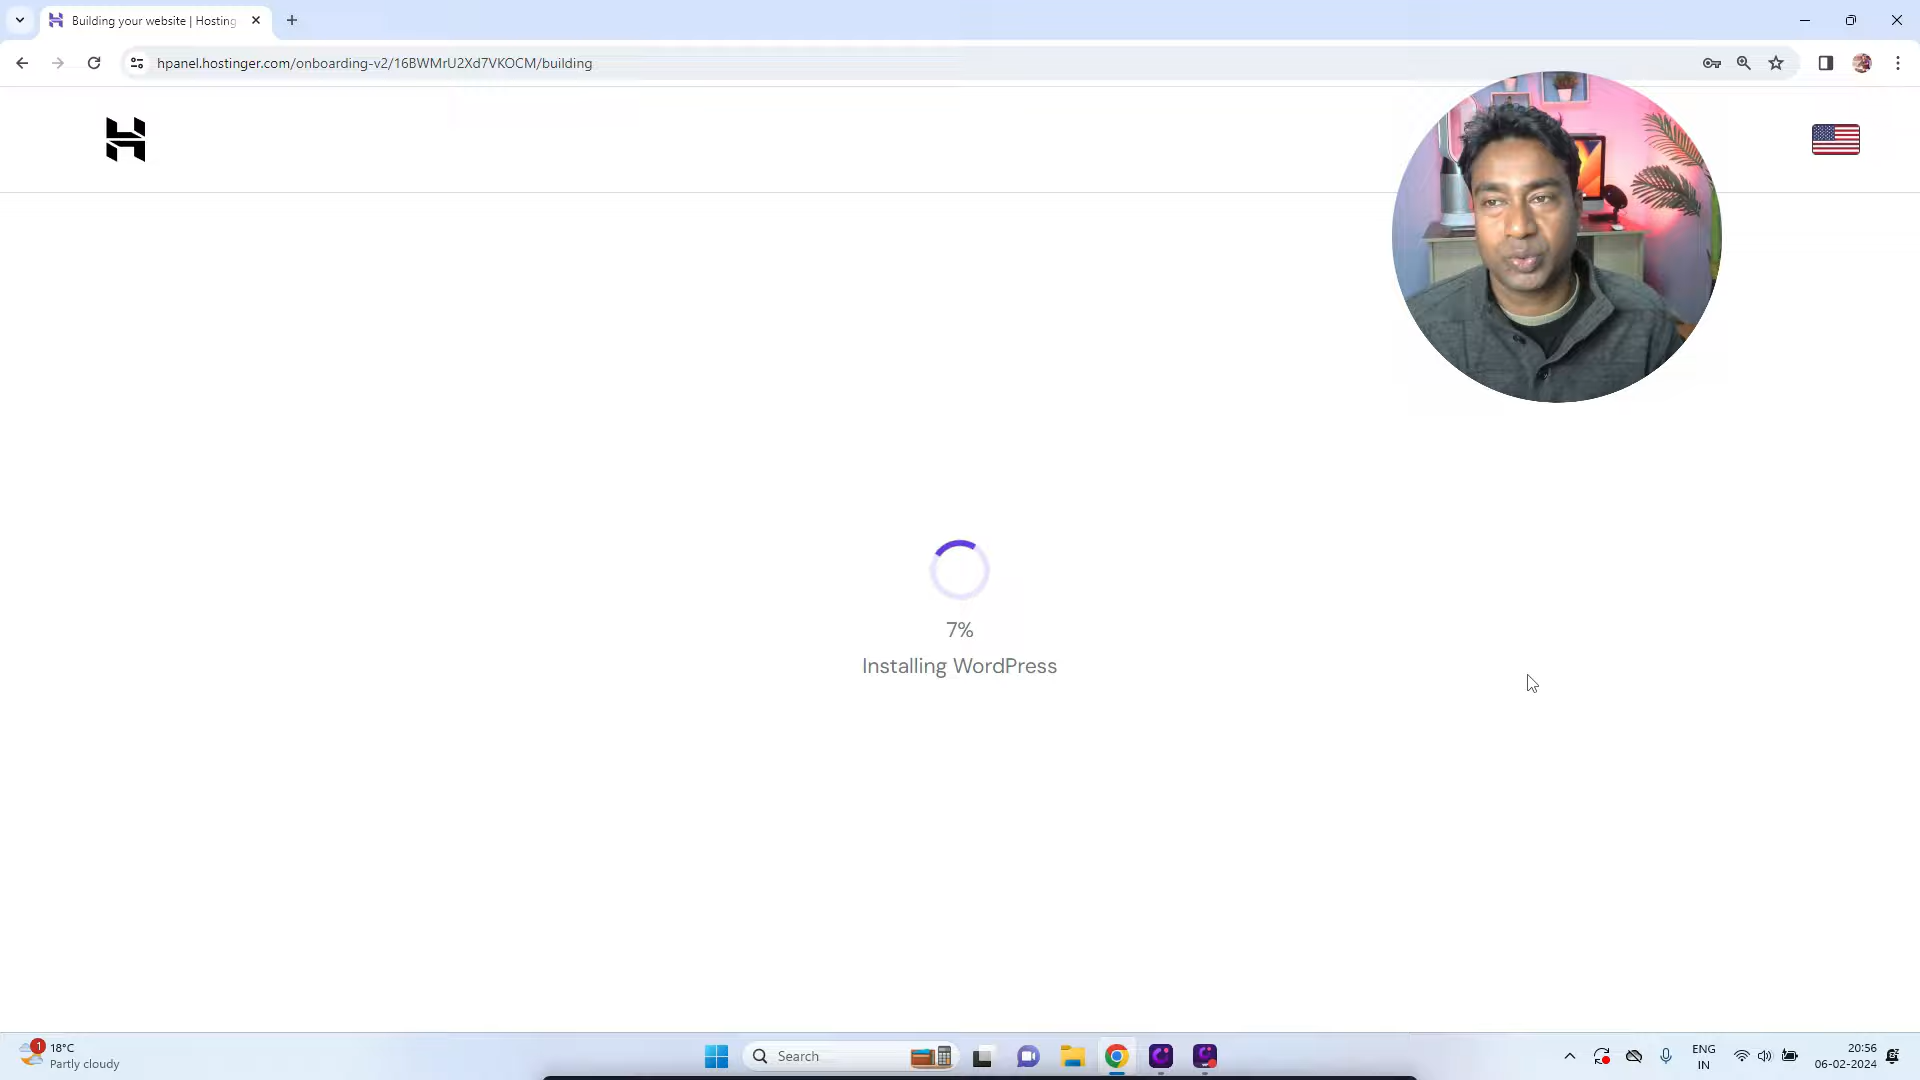 Building your website | Hosting
hpanel.hostinger.com/onboarding-v2/16BWMrU2Xd7VKOCM/building
7%
Installing WordPress
1
18°C
Partly cloudy
Search
ENG
IN
20:56
06-02-2024